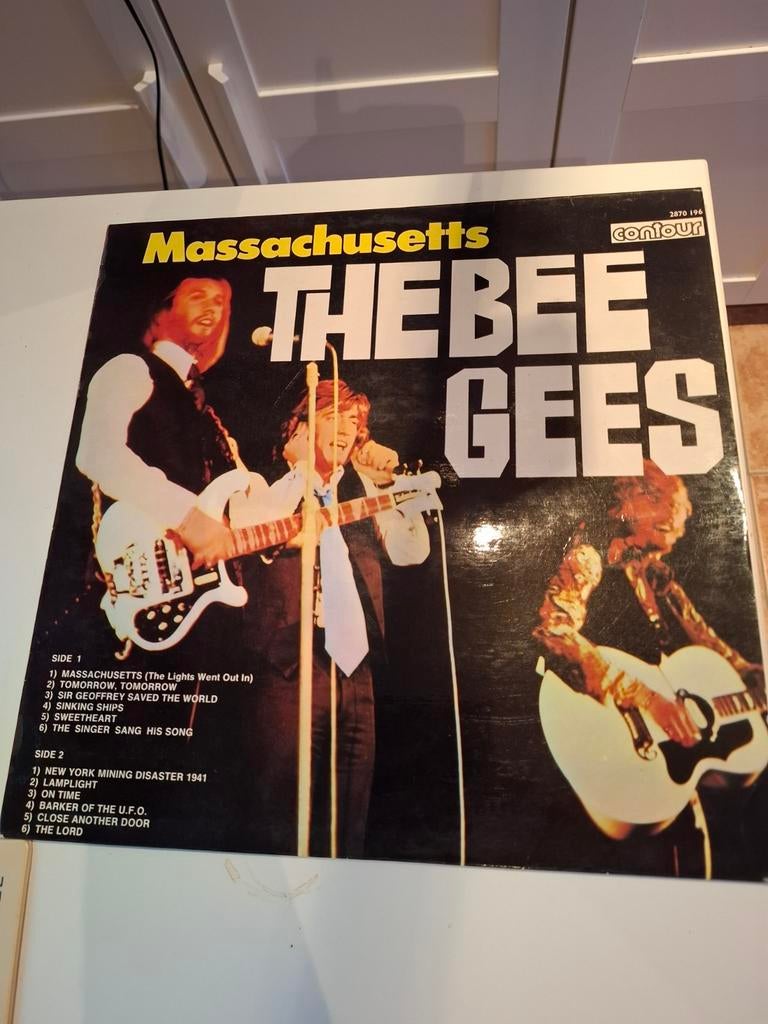 2870 196
contour
Massachusetts
THE BEE
GEES
SIDE 1
1) MASSACHUSETTS (The Lights Went Out In)
2) TOMORROW, TOMORROW
3) SIR GEOFFREY SAVED THE WORLD
4) SINKING SHIPS
5) SWEETHEART
6) THE SINGER SANG HIS SONG
SIDE 2
1) NEW YORK MINING DISASTER 1941
2) LAMPLIGHT
3) ON TIME
4) BARKER OF THE U.F.O.
5) CLOSE ANOTHER DOOR
6) THE LORD